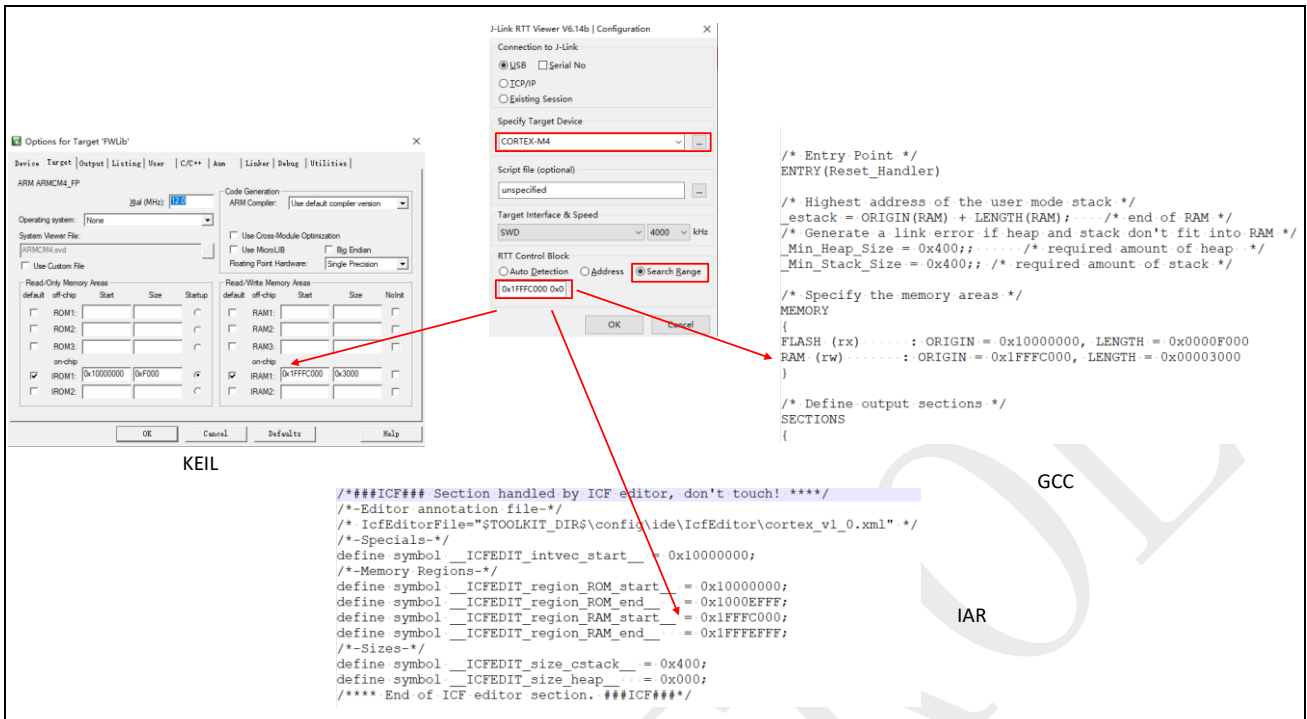 J-Link RTT Viewer V6.14b | Configuration
Connection to J-Link
USB Serial No
TCP/IP
Existing Session
Specify Target Device
CORTEX-M4 ...
Script file (optional)
unspecified ...
Target Interface & Speed
SWD 4000 kHz
RTT Control Block
Auto Detection Address Search Range
0x1FFFC000 0x0
OK Cancel
Options for Target 'FWLib'
Device Target Output Listing User C/C++ Asm Linker Debug Utilities
ARM ARMCM4_FP
Xtal (MHz): 12.0
Operating system: None
System Viewer File:
ARMCM4.svd
Use Custom File
Code Generation
ARM Compiler: Use default compiler version
Use Cross-Module Optimization
Use MicroLIB Big Endian
Floating Point Hardware: Single Precision
Read/Only Memory Areas
default off-chip Start Size Startup
ROM1:
ROM2:
ROM3:
on-chip
IROM1: 0x10000000 0xF000
IROM2:
Read/Write Memory Areas
default off-chip Start Size NoInit
RAM1:
RAM2:
RAM3:
on-chip
IRAM1: 0x1FFFC000 0x3000
IRAM2:
OK Cancel Defaults Help
KEIL
/* Entry Point */
ENTRY(Reset_Handler)
/* Highest address of the user mode stack */
_estack = ORIGIN(RAM) + LENGTH(RAM); /* end of RAM */
/* Generate a link error if heap and stack don't fit into RAM */
_Min_Heap_Size = 0x400;; /* required amount of heap */
_Min_Stack_Size = 0x400;; /* required amount of stack */
/* Specify the memory areas */
MEMORY
{
FLASH (rx) : ORIGIN = 0x10000000, LENGTH = 0x0000F000
RAM (rw) : ORIGIN = 0x1FFFC000, LENGTH = 0x00003000
}
/* Define output sections */
SECTIONS
{
GCC
/*###ICF### Section handled by ICF editor, don't touch! ****/
/*-Editor annotation file-*/
/* IcfEditorFile="$TOOLKIT_DIR$\config\ide\IcfEditor\cortex_v1_0.xml" */
/*-Specials-*/
define symbol __ICFEDIT_intvec_start__ = 0x10000000;
/*-Memory Regions-*/
define symbol __ICFEDIT_region_ROM_start__ = 0x10000000;
define symbol __ICFEDIT_region_ROM_end__ = 0x1000EFFF;
define symbol __ICFEDIT_region_RAM_start__ = 0x1FFFC000;
define symbol __ICFEDIT_region_RAM_end__ = 0x1FFFEFFF;
/*-Sizes-*/
define symbol __ICFEDIT_size_cstack__ = 0x400;
define symbol __ICFEDIT_size_heap__ = 0x000;
/**** End of ICF editor section. ###ICF###*/
IAR